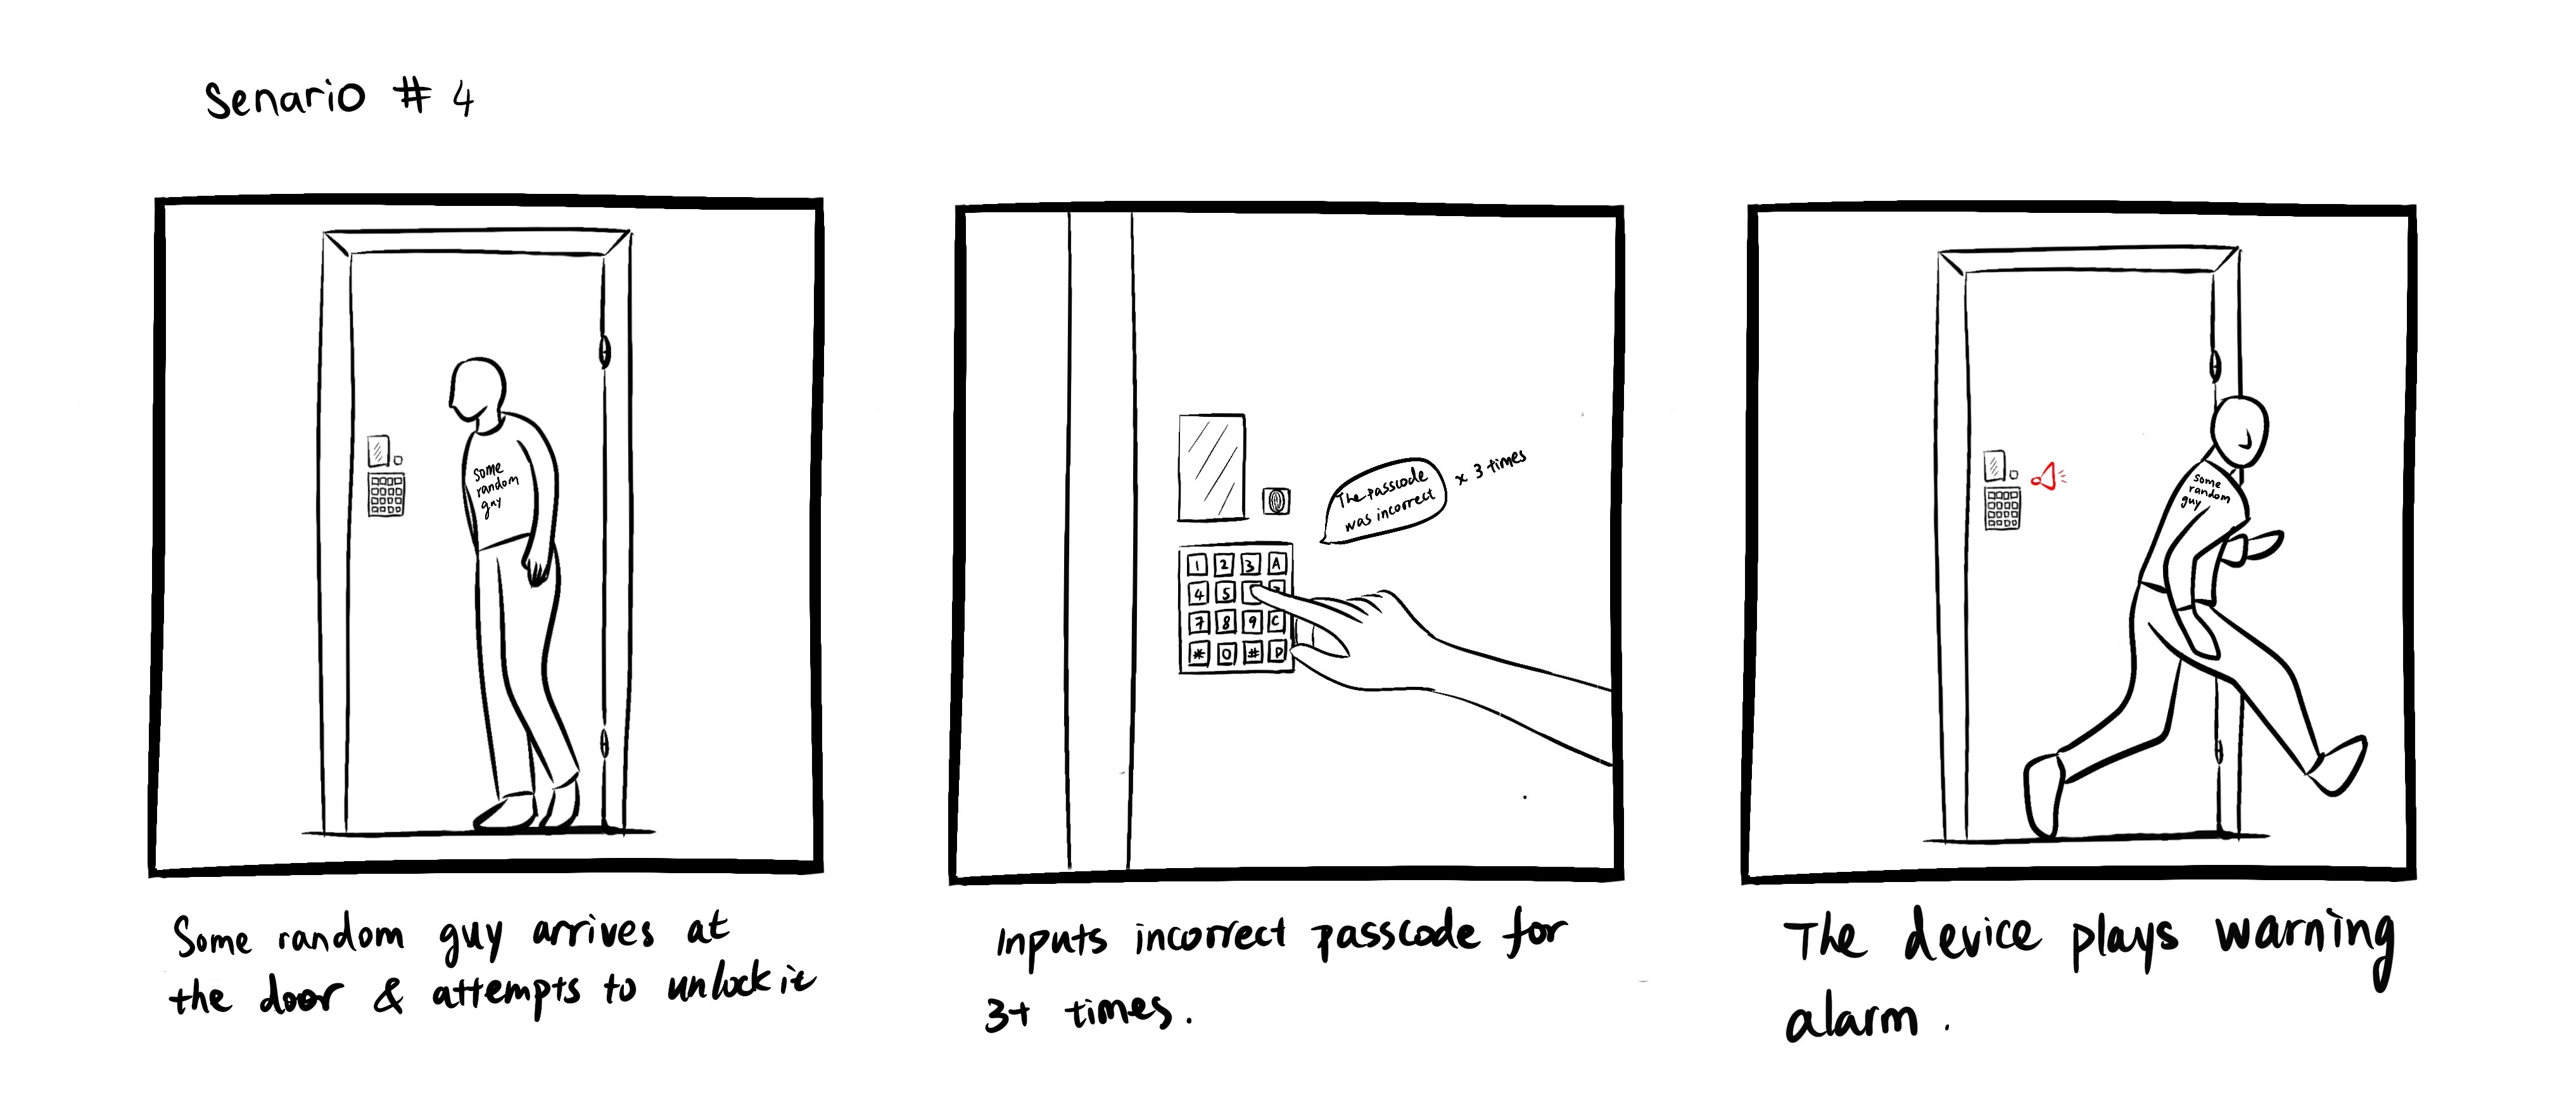 Senario # 4
some
random
guy
The passcode
was incorrect
x 3 times
1 2 3 A
4 5
7 8 9 C
* 0 # D
some
random
guy
Some random guy arrives at
the door & attempts to unlock it
Inputs incorrect passcode for
3+ times.
The device plays warning
alarm.